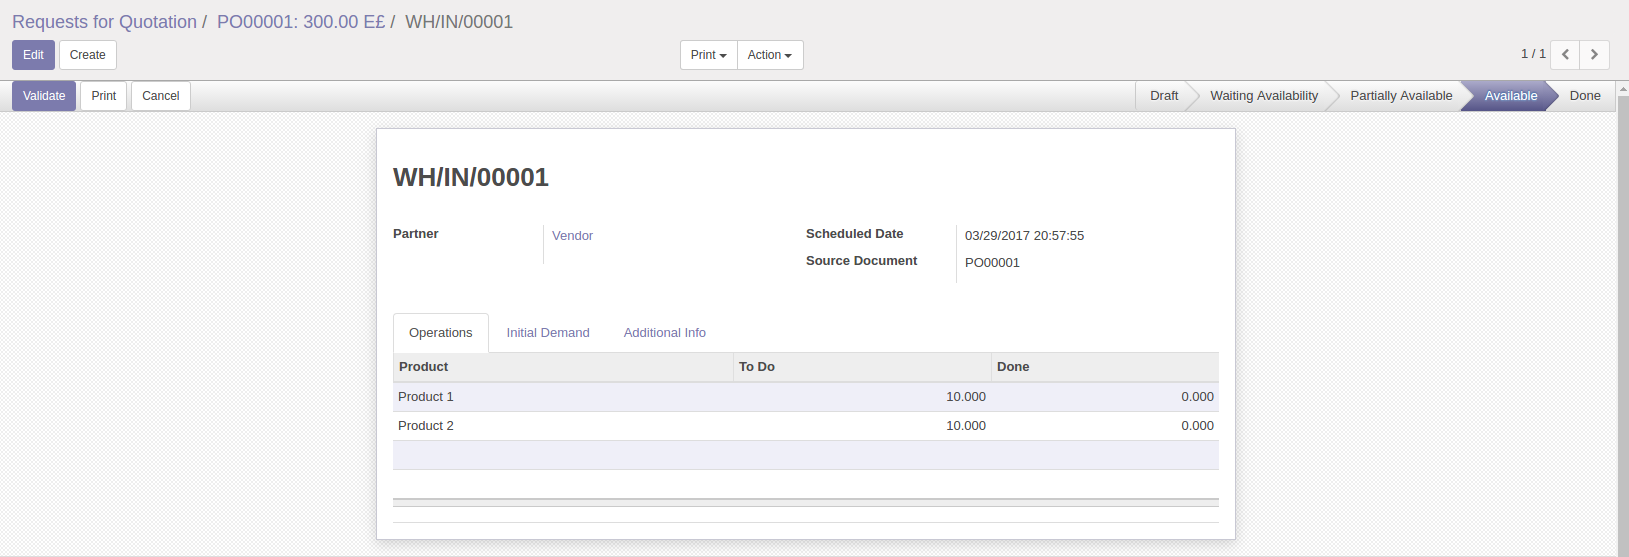 Requests for Quotation / PO00001: 300.00 E£ / WH/IN/00001
Edit Create Print Action 1 / 1
Validate Print Cancel Draft Waiting Availability Partially Available Available Done
WH/IN/00001
Partner Vendor Scheduled Date 03/29/2017 20:57:55
Source Document PO00001
Operations Initial Demand Additional Info
Product To Do Done
Product 1 10.000 0.000
Product 2 10.000 0.000